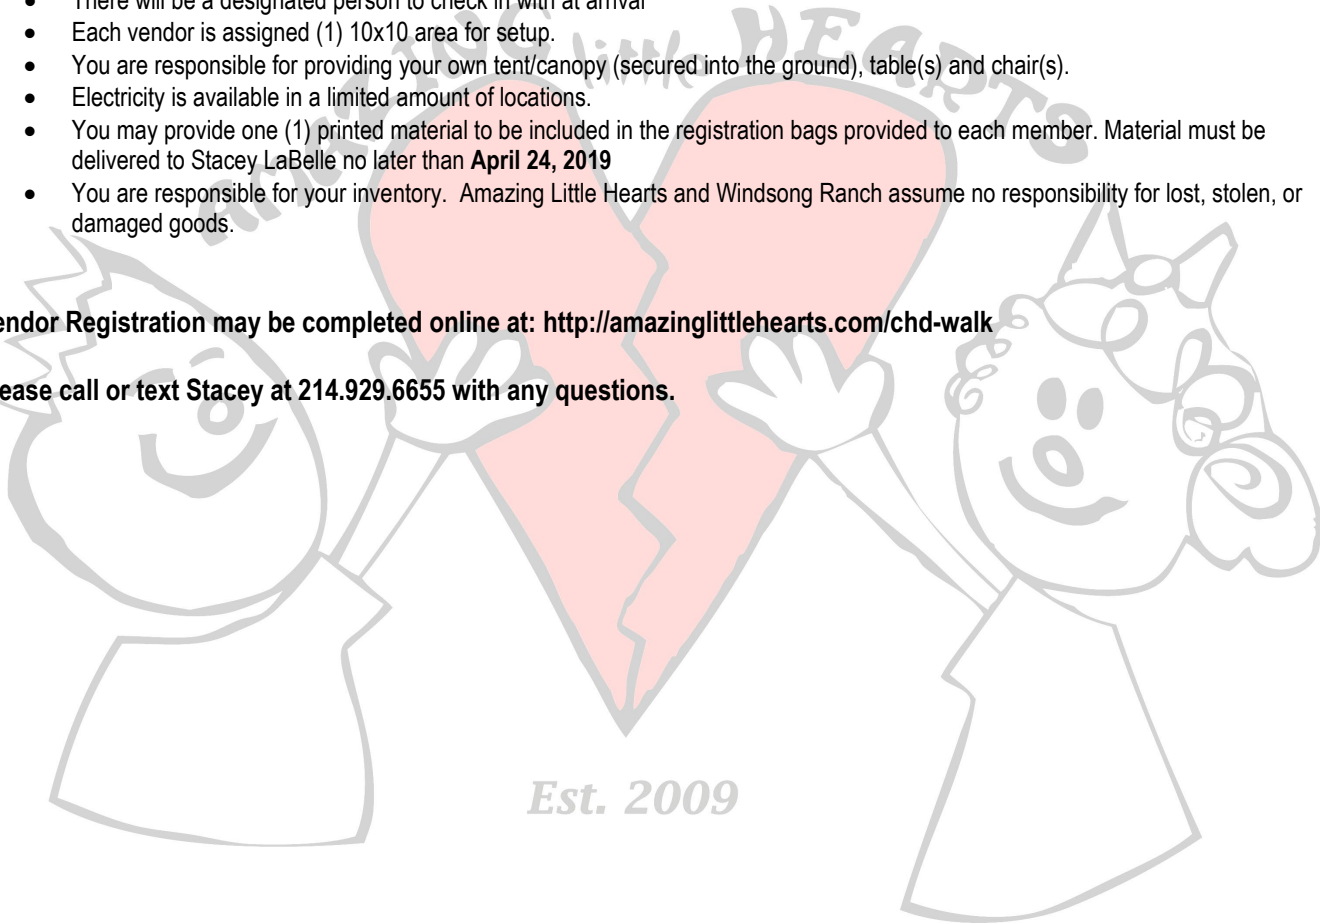 • There will be a designated person to check in with at arrival
• Each vendor is assigned (1) 10x10 area for setup.
• You are responsible for providing your own tent/canopy (secured into the ground), table(s) and chair(s).
• Electricity is available in a limited amount of locations.
• You may provide one (1) printed material to be included in the registration bags provided to each member. Material must be
delivered to Stacey LaBelle no later than April 24, 2019
• You are responsible for your inventory.  Amazing Little Hearts and Windsong Ranch assume no responsibility for lost, stolen, or
damaged goods.
AMAZING little HEARTS
endor Registration may be completed online at: http://amazinglittlehearts.com/chd-walk
ease call or text Stacey at 214.929.6655 with any questions.
Est. 2009